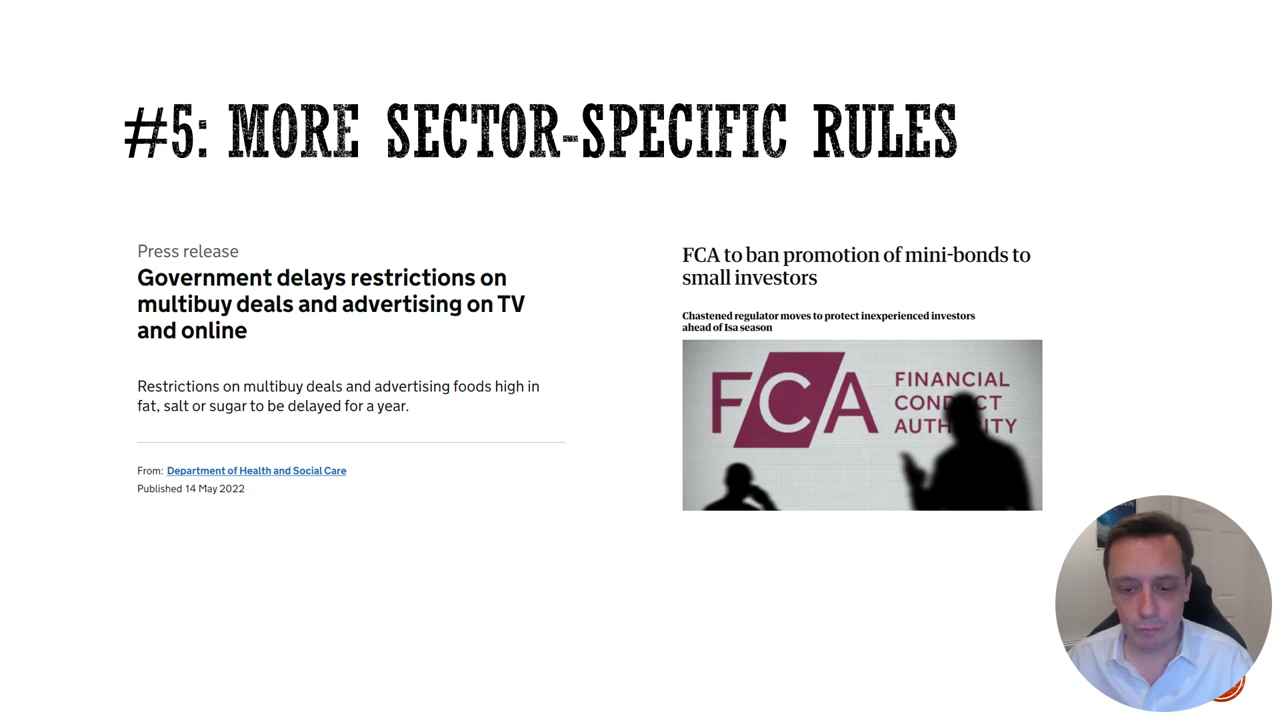 #5: MORE SECTOR-SPECIFIC RULES
Press release
Government delays restrictions on
multibuy deals and advertising on TV
and online
Restrictions on multibuy deals and advertising foods high in
fat, salt or sugar to be delayed for a year.
From: Department of Health and Social Care
Published 14 May 2022
FCA to ban promotion of mini-bonds to
small investors
Chastened regulator moves to protect inexperienced investors
ahead of Isa season
FCA
FINANCIAL
CONDUCT
AUTHORITY